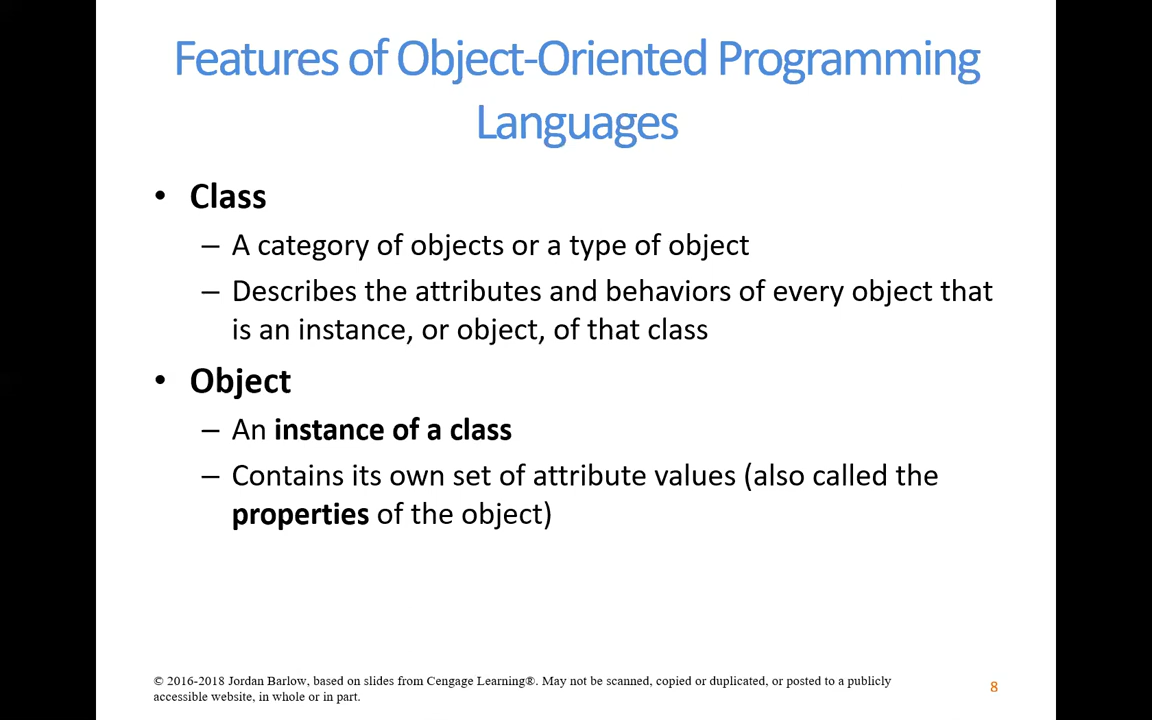 Features of Object-Oriented Programming
Languages
• Class
– A category of objects or a type of object
– Describes the attributes and behaviors of every object that
is an instance, or object, of that class
• Object
– An instance of a class
– Contains its own set of attribute values (also called the
properties of the object)
© 2016-2018 Jordan Barlow, based on slides from Cengage Learning®. May not be scanned, copied or duplicated, or posted to a publicly
accessible website, in whole or in part.
8